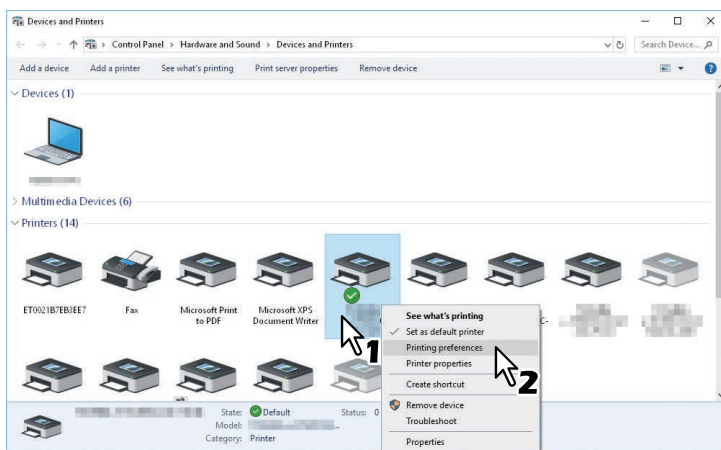 Devices and Printers
Control Panel > Hardware and Sound > Devices and Printers
Search Device...
Add a device Add a printer See what's printing Print server properties Remove device
Devices (1)
Multimedia Devices (6)
Printers (14)
ET0021B7EB3EE7
Fax
Microsoft Print
to PDF
Microsoft XPS
Document Writer
C-
1
See what's printing
Set as default printer
Printing preferences
2
Printer properties
Create shortcut
Remove device
Troubleshoot
Properties
State: Default
Status: 0
Model:
Category: Printer